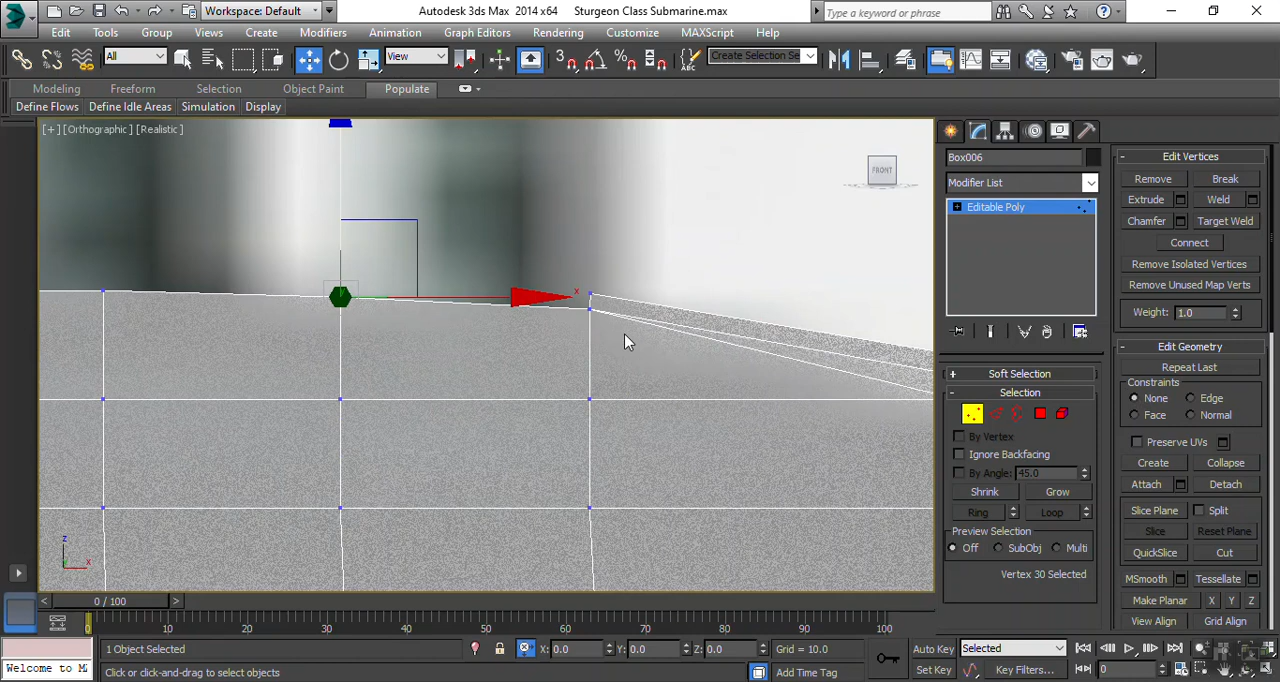 Workspace: Default
Autodesk 3ds Max 2014 x64 Sturgeon Class Submarine.max
Type a keyword or phrase
Edit Tools Group Views Create Modifiers Animation Graph Editors Rendering Customize MAXScript Help
All View 3 Create Selection Se
Modeling Freeform Selection Object Paint Populate
Define Flows Define Idle Areas Simulation Display
[+] [Orthographic ] [Realistic ]
FRONT
x
z
y x
Box006
Modifier List
Editable Poly
Soft Selection
Selection
By Vertex
Ignore Backfacing
By Angle: 45.0
Shrink Grow
Ring Loop
Preview Selection
Off SubObj Multi
Vertex 30 Selected
Edit Vertices
Remove Break
Extrude Weld
Chamfer Target Weld
Connect
Remove Isolated Vertices
Remove Unused Map Verts
Weight: 1.0
Edit Geometry
Repeat Last
Constraints
None Edge
Face Normal
Preserve UVs
Create Collapse
Attach Detach
Slice Plane Split
Slice Reset Plane
QuickSlice Cut
MSmooth Tessellate
Make Planar X Y Z
View Align Grid Align
< 0 / 100 >
0 10 20 30 40 50 60 70 80 90 100
1 Object Selected X: 0.0 Y: 0.0 Z: 0.0 Grid = 10.0 Auto Key Selected
Welcome to M Click or click-and-drag to select objects Add Time Tag Set Key Key Filters... 0